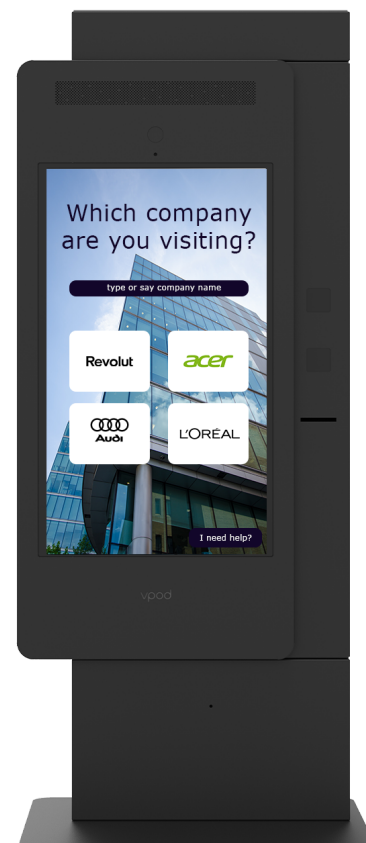 Which company
are you visiting?
type or say company name
Revolut
acer
Audi
L'ORÉAL
I need help?
vpod